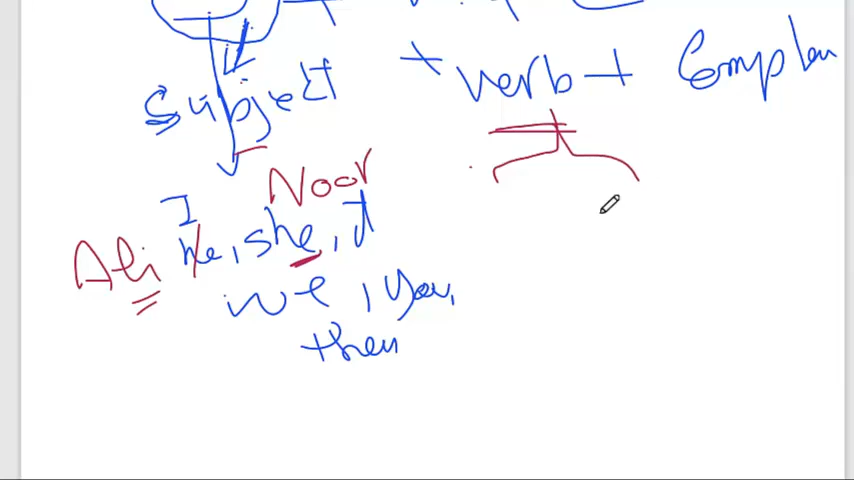 Subject + verb + Complem
I Noor
Ali he, she, it
we, you,
they